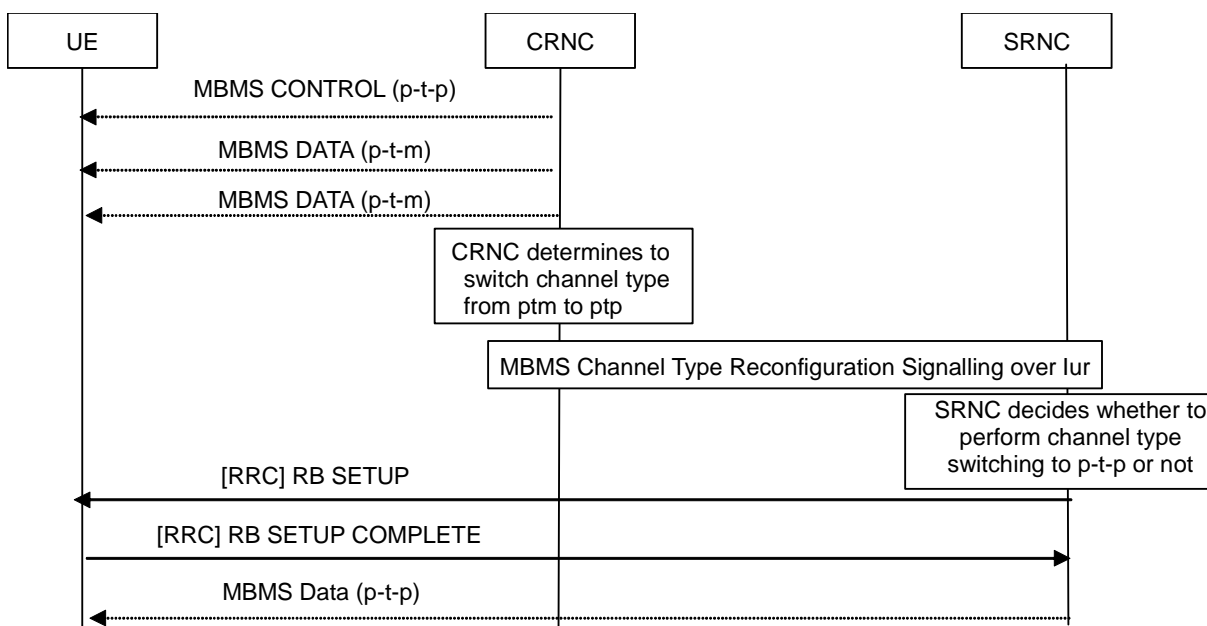 UE
CRNC
SRNC
MBMS CONTROL (p-t-p)
MBMS DATA (p-t-m)
MBMS DATA (p-t-m)
CRNC determines to
switch channel type
from ptm to ptp
MBMS Channel Type Reconfiguration Signalling over Iur
SRNC decides whether to
perform channel type
switching to p-t-p or not
[RRC] RB SETUP
[RRC] RB SETUP COMPLETE
MBMS Data (p-t-p)